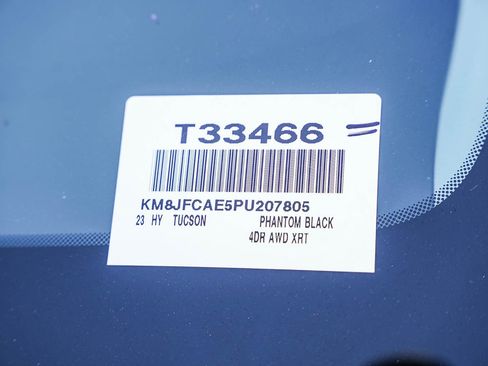 T33466
KM8JFCAE5PU207805
23 HY TUCSON PHANTOM BLACK
4DR AWD XRT